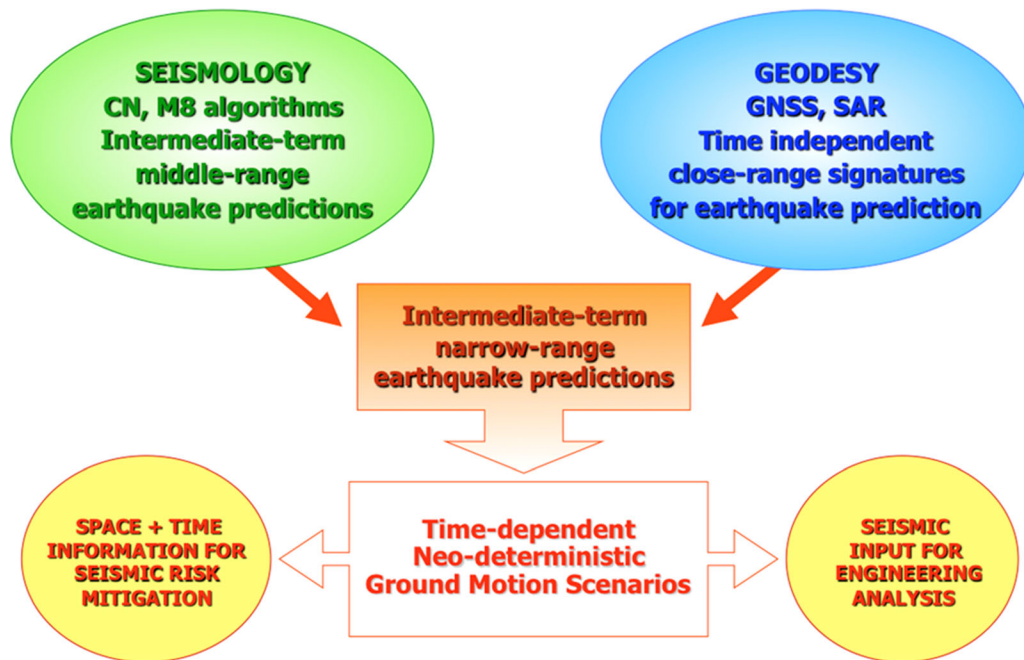 SEISMOLOGY
CN, M8 algorithms
Intermediate-term
middle-range
earthquake predictions
GEODESY
GNSS, SAR
Time independent
close-range signatures
for earthquake prediction
Intermediate-term
narrow-range
earthquake predictions
SPACE + TIME
INFORMATION FOR
SEISMIC RISK
MITIGATION
Time-dependent
Neo-deterministic
Ground Motion Scenarios
SEISMIC
INPUT FOR
ENGINEERING
ANALYSIS